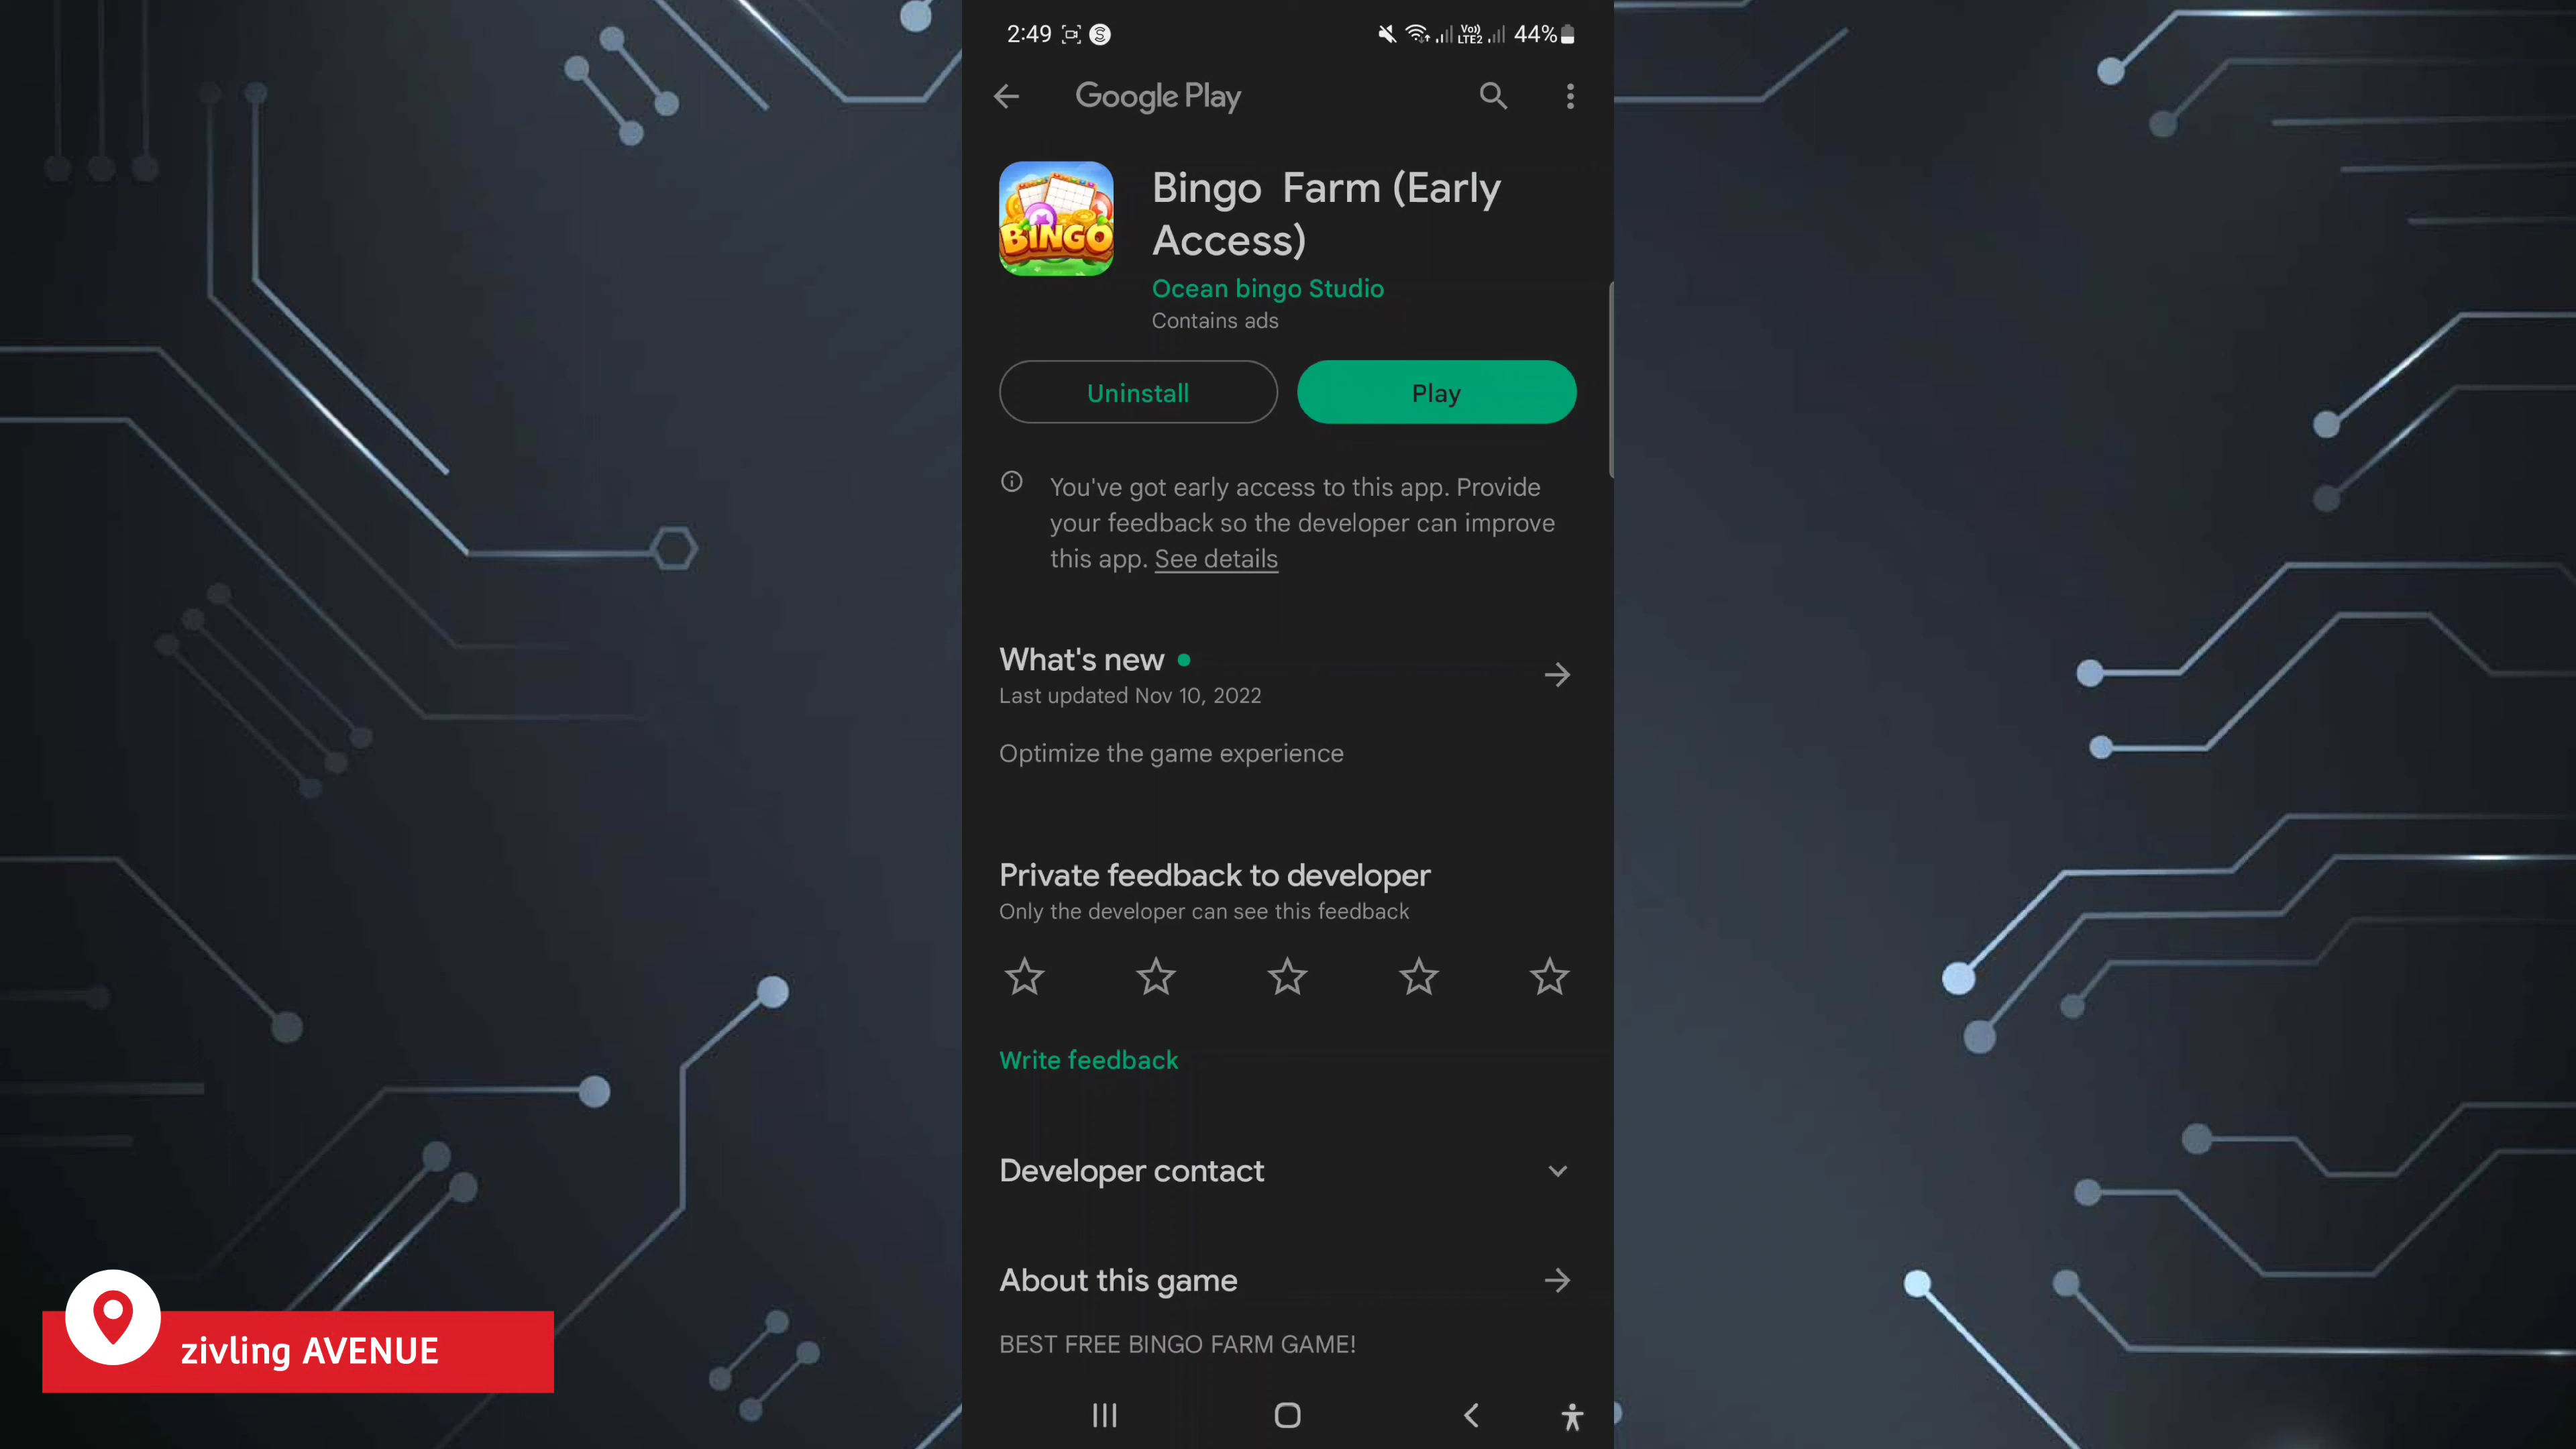 2:49
Vo))
LTE2
44%
Google Play
BINGO
Bingo  Farm (Early
Access)
Ocean bingo Studio
Contains ads
Uninstall
Play
You've got early access to this app. Provide
your feedback so the developer can improve
this app. See details
What's new
Last updated Nov 10, 2022
Optimize the game experience
Private feedback to developer
Only the developer can see this feedback
Write feedback
Developer contact
About this game
BEST FREE BINGO FARM GAME!
zivling AVENUE